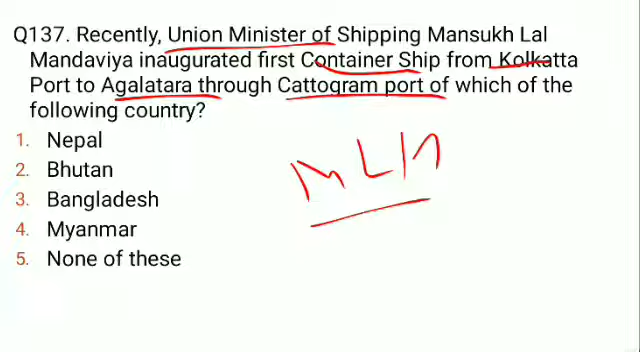 Q137. Recently, Union Minister of Shipping Mansukh Lal
Mandaviya inaugurated first Container Ship from Kolkatta
Port to Agalatara through Cattogram port of which of the
following country?
1. Nepal
2. Bhutan
3. Bangladesh
4. Myanmar
5. None of these